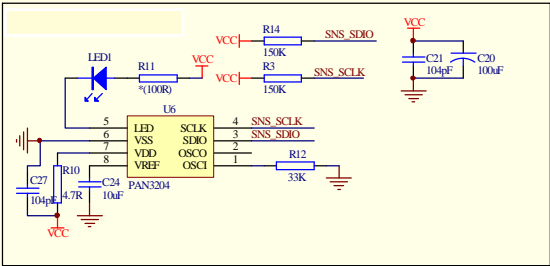 R14
VCC
SNS_SDIO
150K
VCC
C21
104pF
C20
100uF
LED1
R11
*(100R)
VCC
R3
VCC
SNS_SCLK
150K
U6
5 LED SCLK 4 SNS_SCLK
6 VSS SDIO 3 SNS_SDIO
7 VDD OSCO 2
8 VREF OSCI 1
R12
33K
PAN3204
C27
104pF
R10
4.7R
C24
10uF
VCC